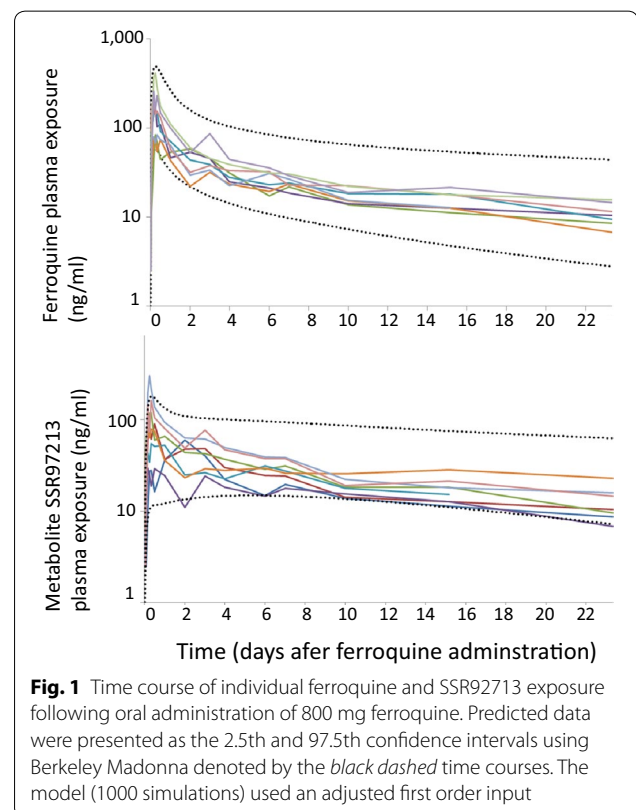 1,000
100
10
1
Ferroquine plasma exposure
(ng/ml)
0 2 4 6 8 10 12 14 16 18 20 22
100
10
1
Metabolite SSR97213
plasma exposure (ng/ml)
0 2 4 6 8 10 12 14 16 18 20 22
Time (days afer ferroquine adminstration)
Fig. 1 Time course of individual ferroquine and SSR92713 exposure
following oral administration of 800 mg ferroquine. Predicted data
were presented as the 2.5th and 97.5th confidence intervals using
Berkeley Madonna denoted by the black dashed time courses. The
model (1000 simulations) used an adjusted first order input